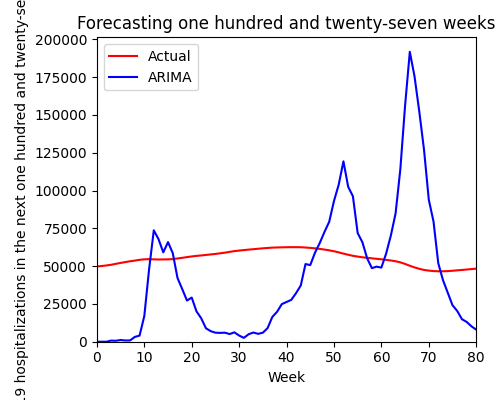 Forecasting one hundred and twenty-seven weeks
.9 hospitalizations in the next one hundred and twenty-se
200000
175000
150000
125000
100000
75000
50000
25000
0
Actual
ARIMA
0 10 20 30 40 50 60 70 80
Week